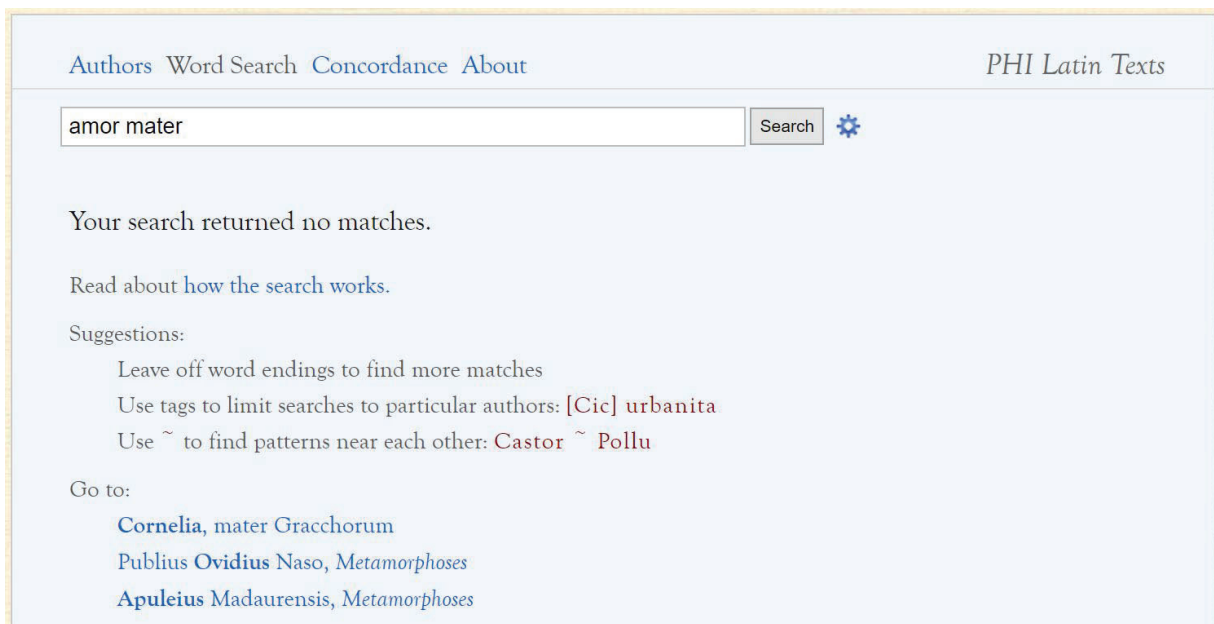 Authors Word Search Concordance About PHI Latin Texts
amor mater Search
Your search returned no matches.
Read about how the search works.
Suggestions:
Leave off word endings to find more matches
Use tags to limit searches to particular authors: [Cic] urbanita
Use ~ to find patterns near each other: Castor ~ Pollu
Go to:
Cornelia, mater Gracchorum
Publius Ovidius Naso, Metamorphoses
Apuleius Madaurensis, Metamorphoses